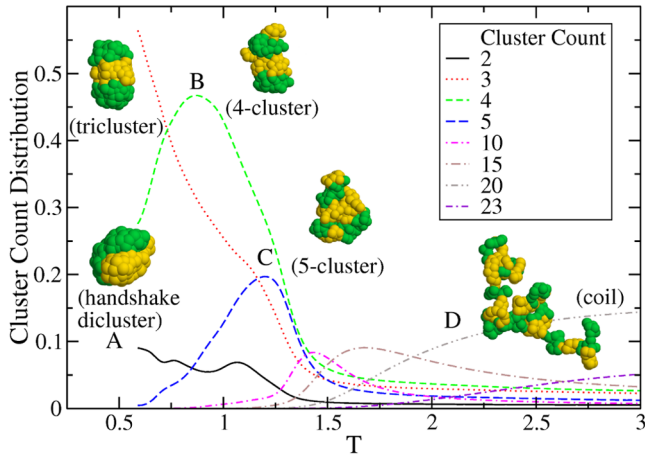 Cluster Count
2
3
4
5
10
15
20
23
B
(4-cluster)
(tricluster)
C
(5-cluster)
(handshake
dicluster)
A
D
(coil)
Cluster Count Distribution
0.5
0.4
0.3
0.2
0.1
0
0.5
1
1.5
2
2.5
3
T